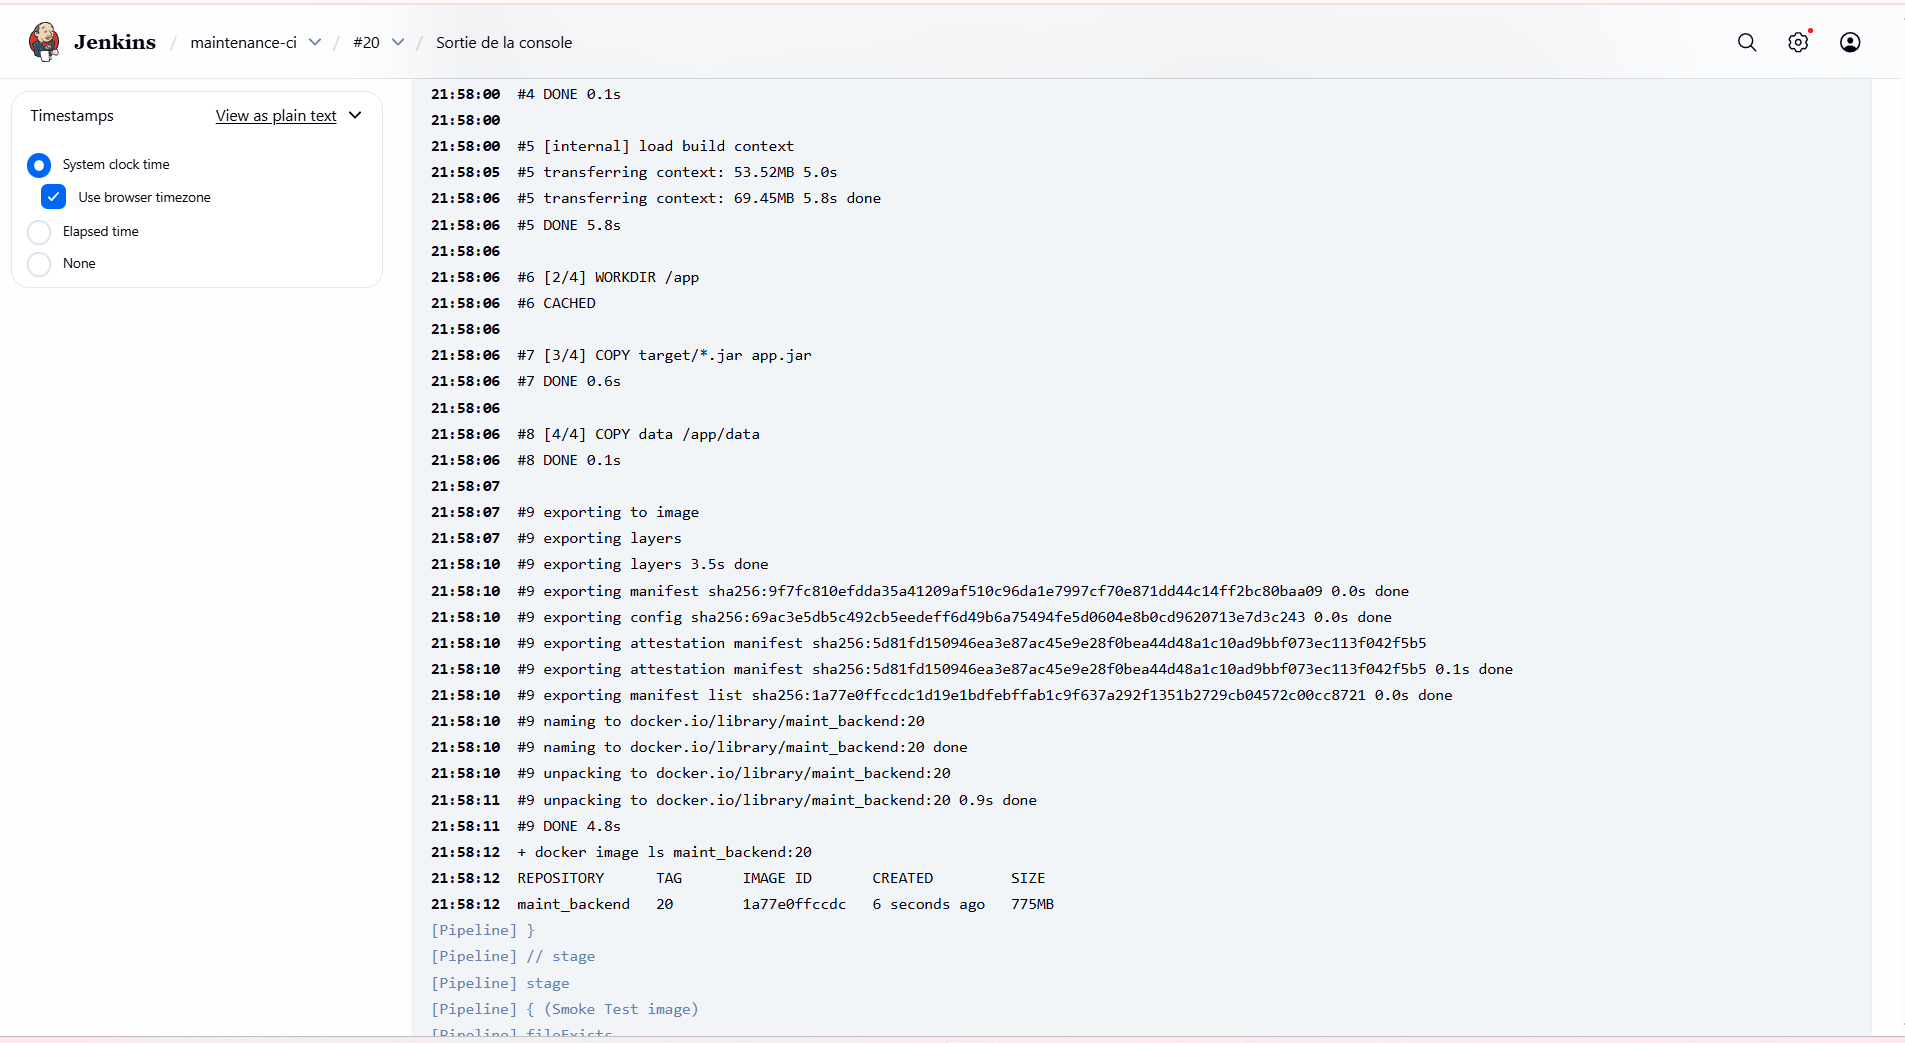 Jenkins / maintenance-ci / #20 / Sortie de la console
Timestamps View as plain text
System clock time
Use browser timezone
Elapsed time
None
21:58:00 #4 DONE 0.1s
21:58:00
21:58:00 #5 [internal] load build context
21:58:05 #5 transferring context: 53.52MB 5.0s
21:58:06 #5 transferring context: 69.45MB 5.8s done
21:58:06 #5 DONE 5.8s
21:58:06
21:58:06 #6 [2/4] WORKDIR /app
21:58:06 #6 CACHED
21:58:06
21:58:06 #7 [3/4] COPY target/*.jar app.jar
21:58:06 #7 DONE 0.6s
21:58:06
21:58:06 #8 [4/4] COPY data /app/data
21:58:06 #8 DONE 0.1s
21:58:07
21:58:07 #9 exporting to image
21:58:07 #9 exporting layers
21:58:10 #9 exporting layers 3.5s done
21:58:10 #9 exporting manifest sha256:9f7fc810efdda35a41209af510c96da1e7997cf70e871dd44c14ff2bc80baa09 0.0s done
21:58:10 #9 exporting config sha256:69ac3e5db5c492cb5eedeff6d49b6a75494fe5d0604e8b0cd9620713e7d3c243 0.0s done
21:58:10 #9 exporting attestation manifest sha256:5d81fd150946ea3e87ac45e9e28f0bea44d48a1c10ad9bbf073ec113f042f5b5
21:58:10 #9 exporting attestation manifest sha256:5d81fd150946ea3e87ac45e9e28f0bea44d48a1c10ad9bbf073ec113f042f5b5 0.1s done
21:58:10 #9 exporting manifest list sha256:1a77e0ffccdc1d19e1bdfebffab1c9f637a292f1351b2729cb04572c00cc8721 0.0s done
21:58:10 #9 naming to docker.io/library/maint_backend:20
21:58:10 #9 naming to docker.io/library/maint_backend:20 done
21:58:10 #9 unpacking to docker.io/library/maint_backend:20
21:58:11 #9 unpacking to docker.io/library/maint_backend:20 0.9s done
21:58:11 #9 DONE 4.8s
21:58:12 + docker image ls maint_backend:20
21:58:12 REPOSITORY TAG IMAGE ID CREATED SIZE
21:58:12 maint_backend 20 1a77e0ffccdc 6 seconds ago 775MB
[Pipeline] }
[Pipeline] // stage
[Pipeline] stage
[Pipeline] { (Smoke Test image)
[Pipeline] fileExists